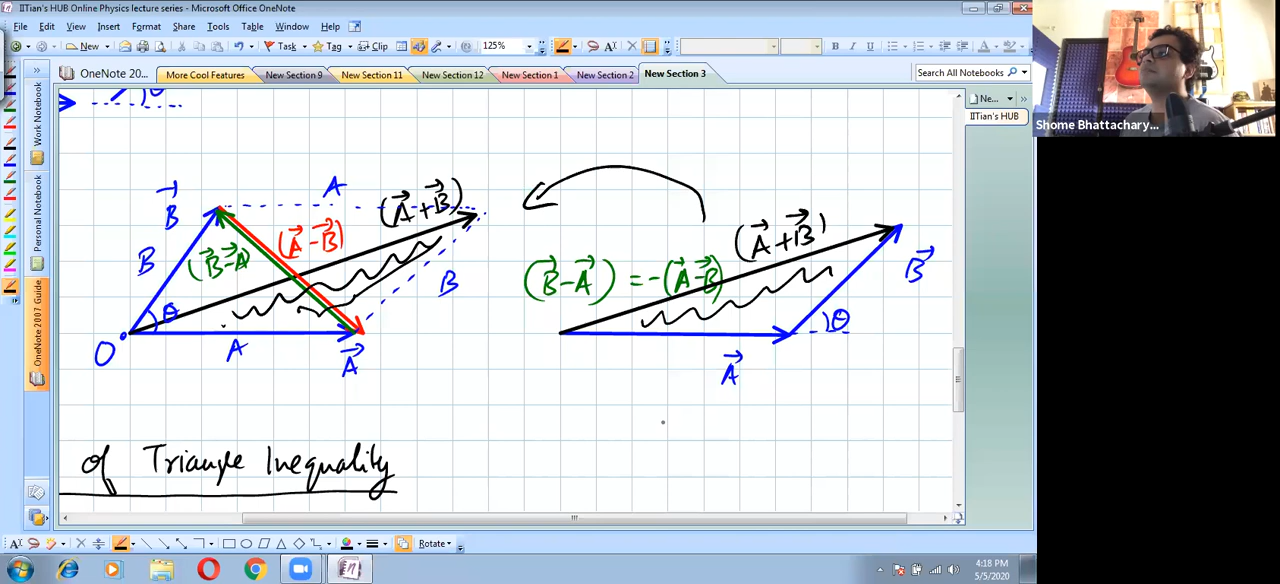 IITian's HUB Online Physics lecture series - Microsoft Office OneNote
File Edit View Insert Format Share Tools Table Window Help
New Task Tag Clip 125% B I U
OneNote 20... More Cool Features New Section 9 New Section 11 New Section 12 New Section 1 New Section 2 New Section 3 Search All Notebooks
Ne...
IITian's HUB
Work Notebook
Personal Notebook
OneNote 2007 Guide
Shome Bhattachary...
θ
B⃗
A
(A⃗+B⃗)
B
(B⃗-A⃗)
(A⃗-B⃗)
B
θ
O
A
A⃗
(A⃗+B⃗)
B⃗
(B⃗-A⃗) = -(A⃗-B⃗)
θ
A⃗
of Triangle Inequality
Rotate
4:18 PM
5/5/2020